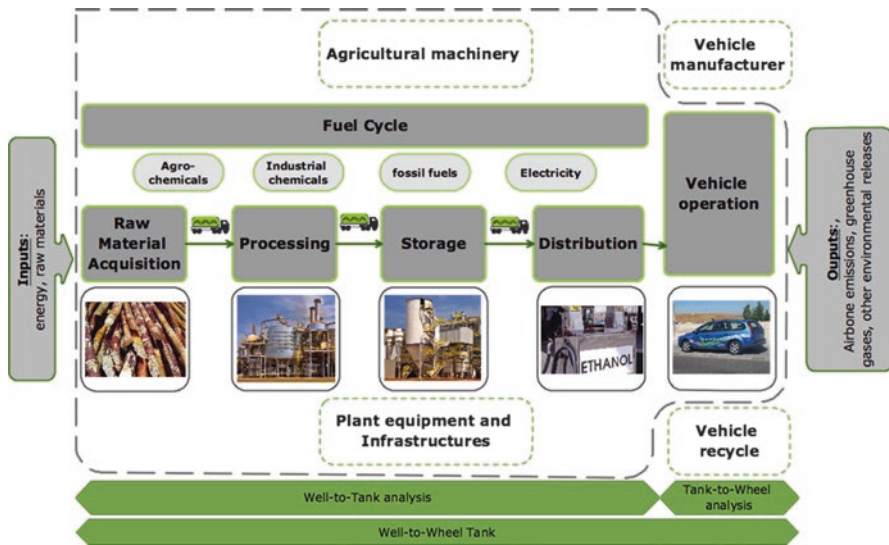 Agricultural machinery
Vehicle
manufacturer
Fuel Cycle
Agro-
chemicals
Industrial
chemicals
fossil fuels
Electricity
Vehicle
operation
Raw
Material
Acquisition
Processing
Storage
Distribution
Inputs:
energy, raw materials
Ouputs:,
Airbone emissions, greenhouse
gases, other environmental releases
ETHANOL
Plant equipment and
Infrastructures
Vehicle
recycle
Well-to-Tank analysis
Tank-to-Wheel
analysis
Well-to-Wheel Tank